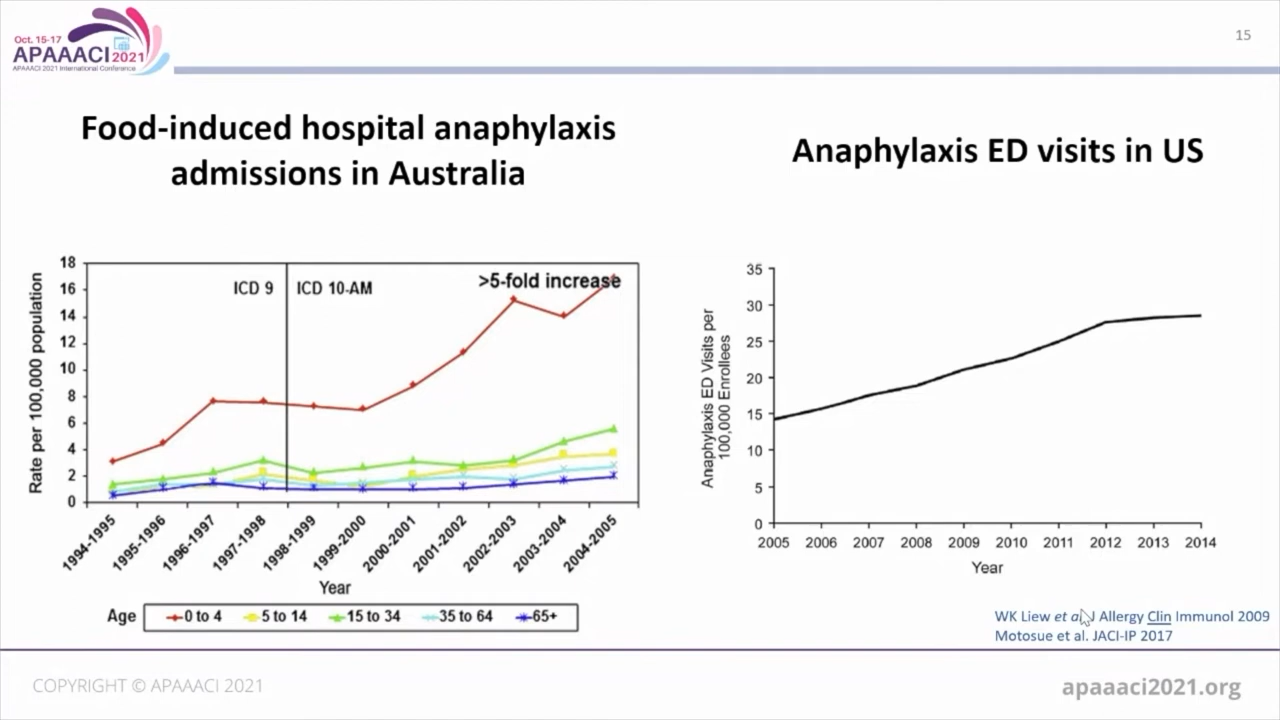 Oct. 15-17
APAAACI 2021
APAAACI 2021 International Conference
15
Food-induced hospital anaphylaxis
admissions in Australia
Anaphylaxis ED visits in US
Rate per 100,000 population
18
16
14
12
10
8
6
4
2
0
ICD 9
ICD 10-AM
>5-fold increase
1994-1995
1995-1996
1996-1997
1997-1998
1998-1999
1999-2000
2000-2001
2001-2002
2002-2003
2003-2004
2004-2005
Year
Age
0 to 4
5 to 14
15 to 34
35 to 64
65+
Anaphylaxis ED Visits per
100,000 Enrollees
35
30
25
20
15
10
5
0
2005
2006
2007
2008
2009
2010
2011
2012
2013
2014
Year
WK Liew et al J Allergy Clin Immunol 2009
Motosue et al. JACI-IP 2017
COPYRIGHT © APAAACI 2021
apaaaci2021.org